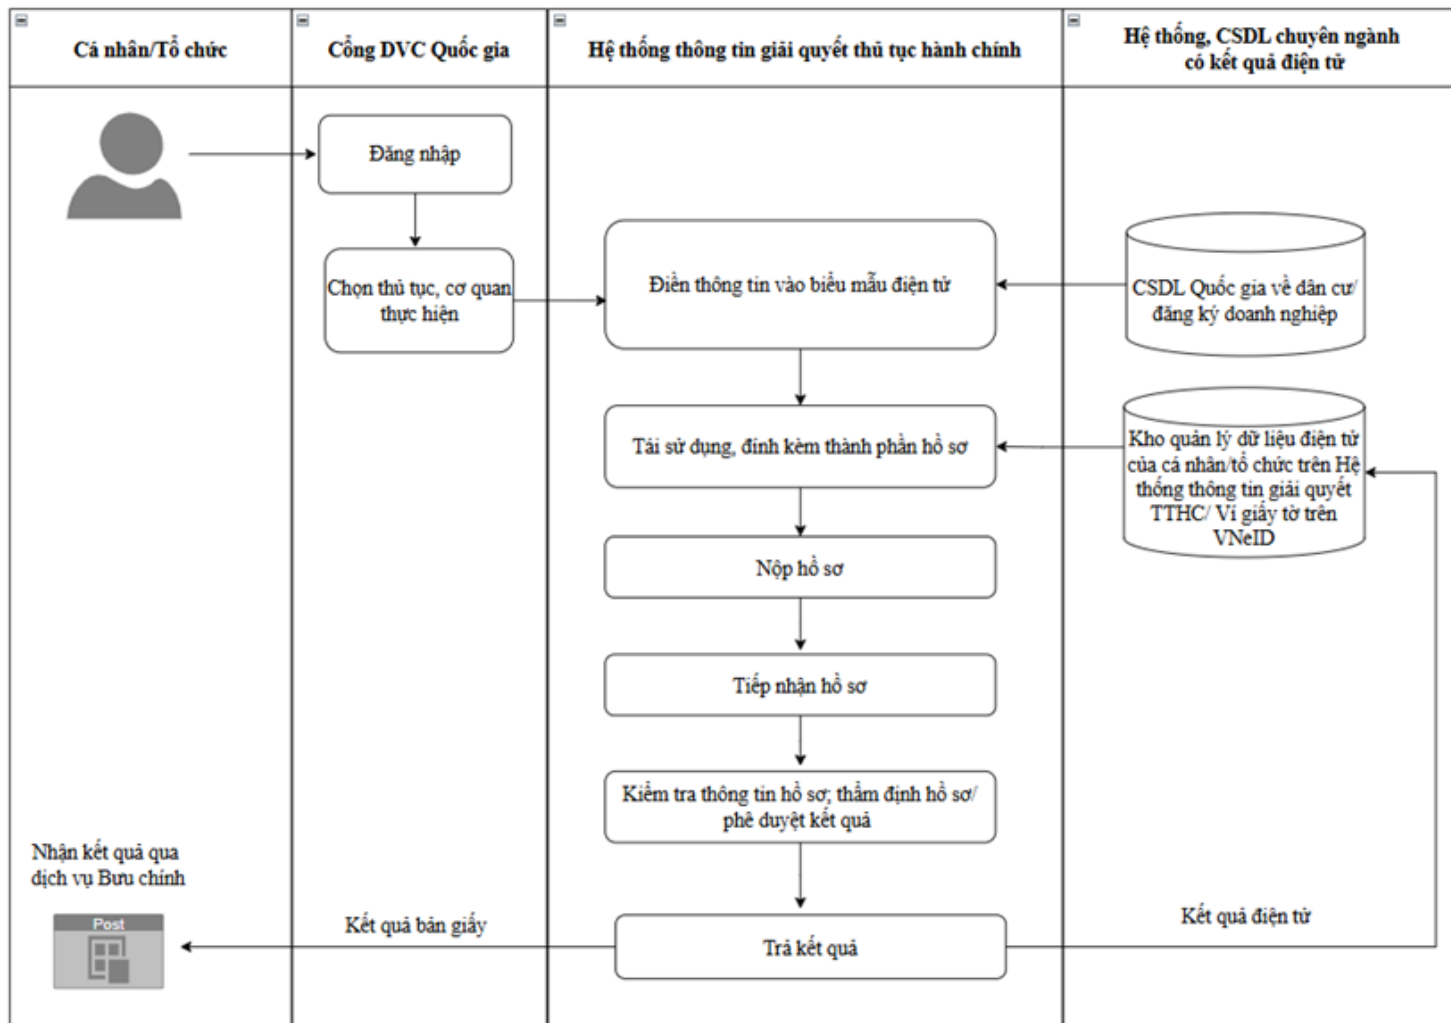 Cá nhân/Tổ chức
Cổng DVC Quốc gia
Hệ thống thông tin giải quyết thủ tục hành chính
Hệ thống, CSDL chuyên ngành
có kết quả điện tử
Đăng nhập
Chọn thủ tục, cơ quan
thực hiện
Điền thông tin vào biểu mẫu điện tử
CSDL Quốc gia về dân cư/
đăng ký doanh nghiệp
Tái sử dụng, đính kèm thành phần hồ sơ
Kho quản lý dữ liệu điện tử
của cá nhân/tổ chức trên Hệ
thống thông tin giải quyết
TTHC/ Ví giấy tờ trên
VNeID
Nộp hồ sơ
Tiếp nhận hồ sơ
Kiểm tra thông tin hồ sơ; thẩm định hồ sơ/
phê duyệt kết quả
Nhận kết quả qua
dịch vụ Bưu chính
Post
Kết quả bản giấy
Trả kết quả
Kết quả điện tử